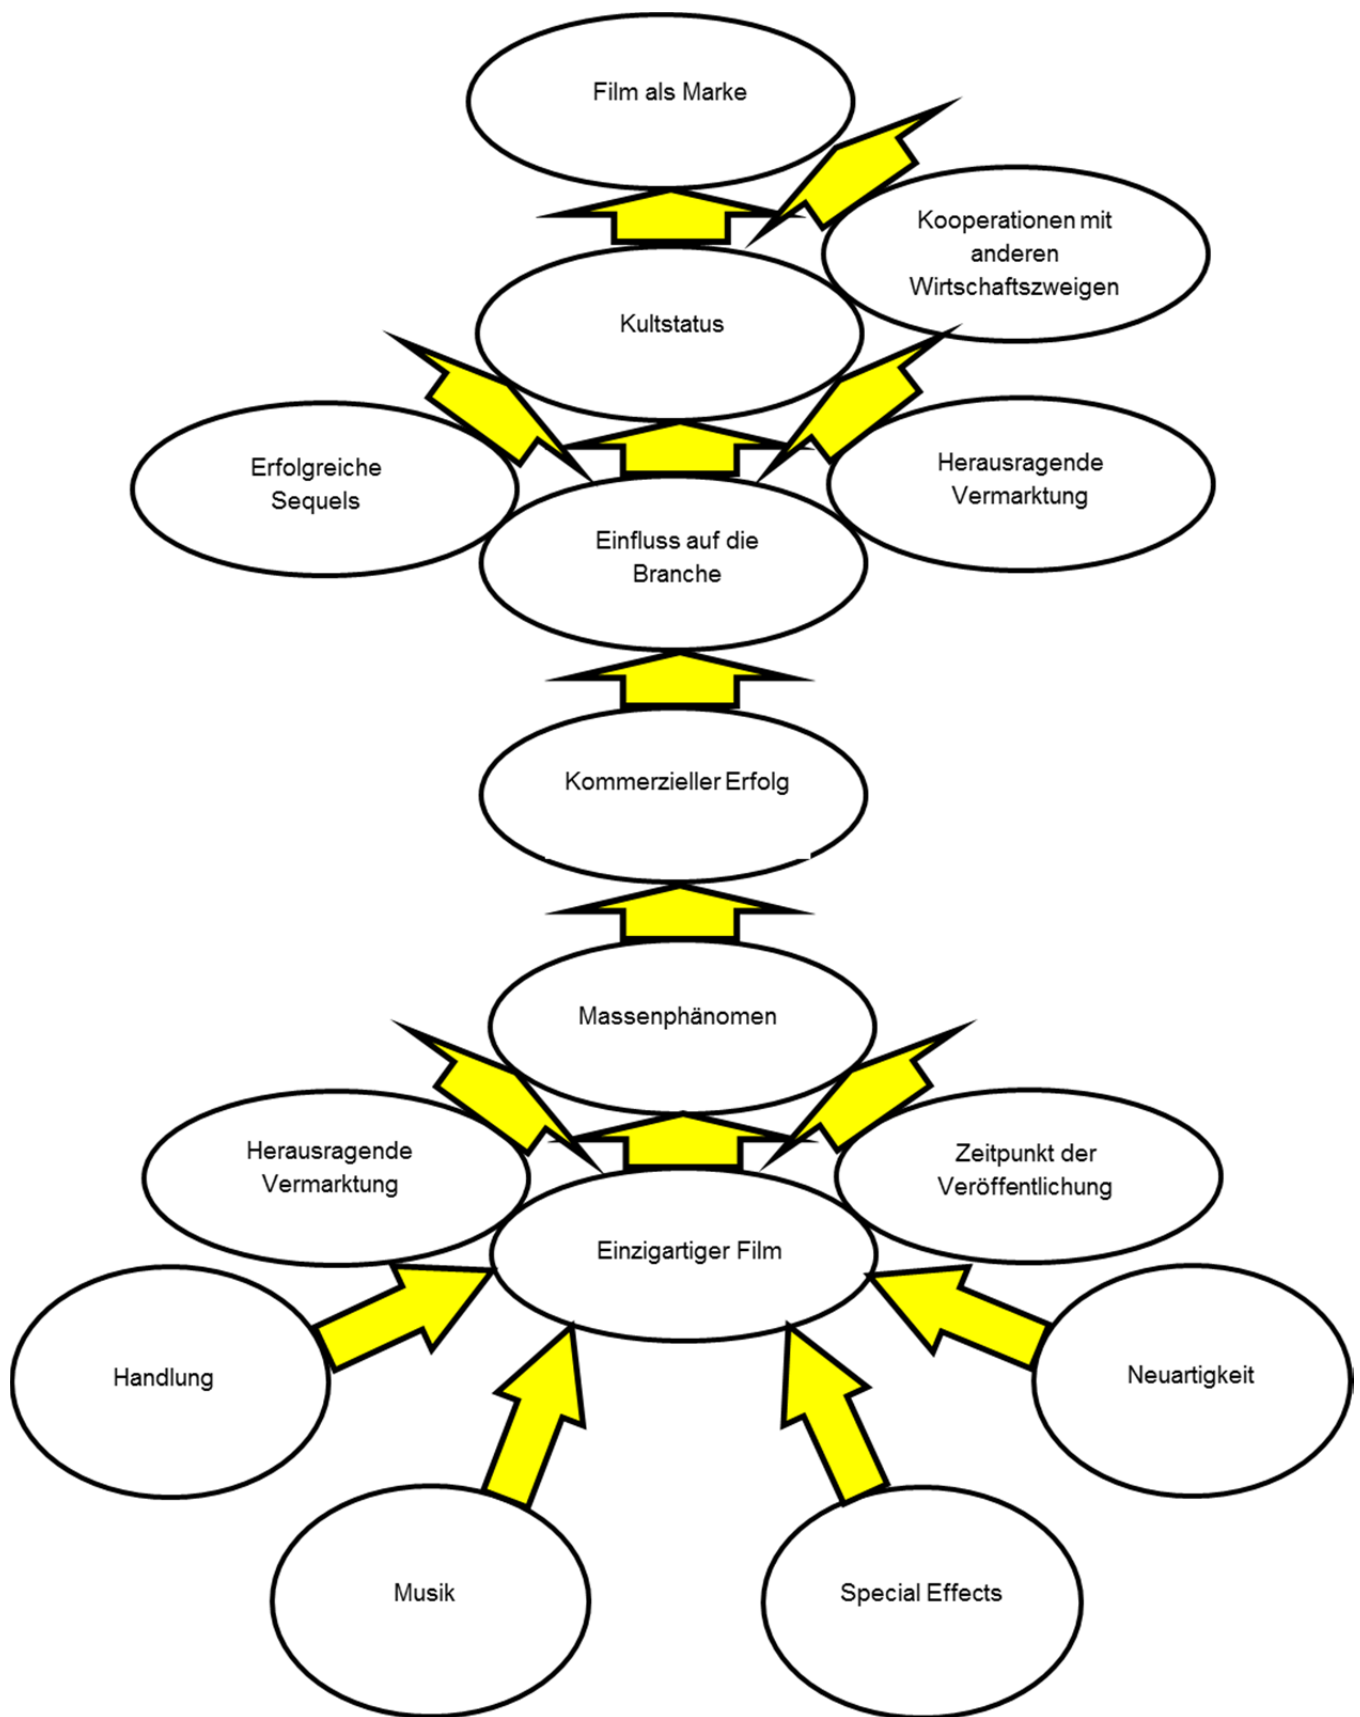 Film als Marke
Kooperationen mit
anderen
Wirtschaftszweigen
Kultstatus
Erfolgreiche
Sequels
Herausragende
Vermarktung
Einfluss auf die
Branche
Kommerzieller Erfolg
Massenphänomen
Herausragende
Vermarktung
Zeitpunkt der
Veröffentlichung
Einzigartiger Film
Handlung
Neuartigkeit
Musik
Special Effects